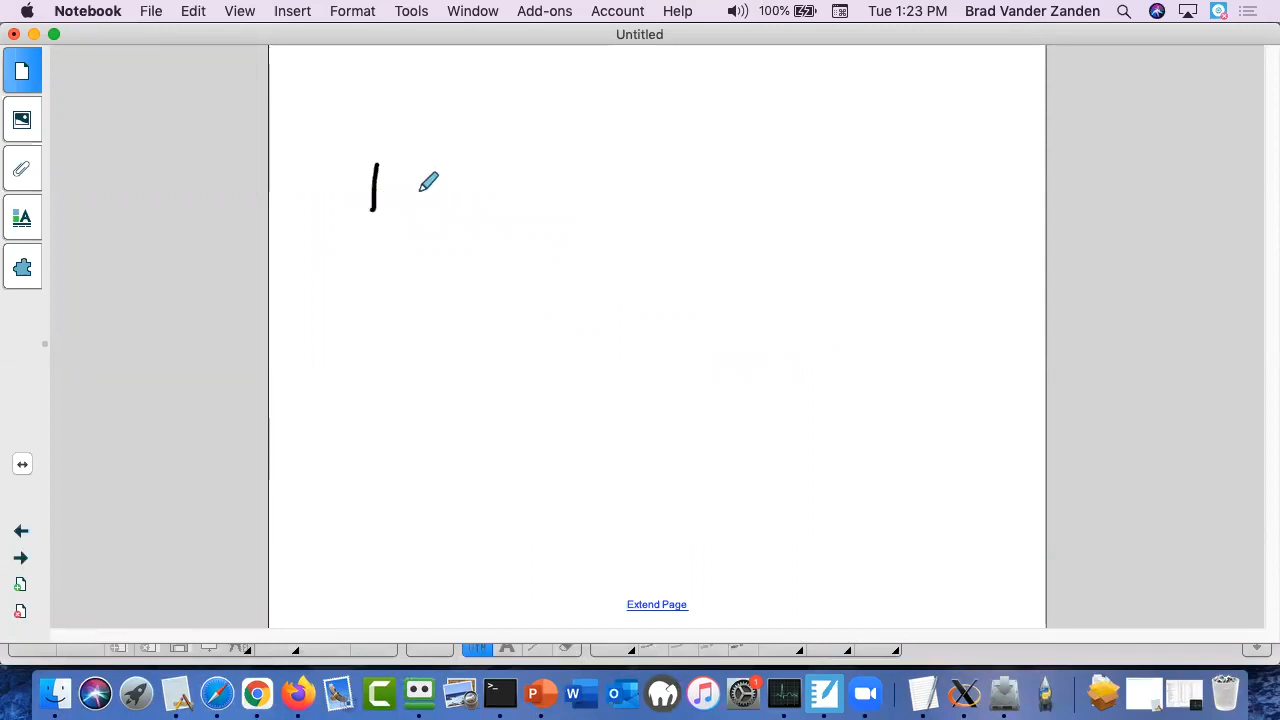 Notebook File Edit View Insert Format Tools Window Add-ons Account Help 100% Tue 1:23 PM Brad Vander Zanden
Untitled
Extend Page